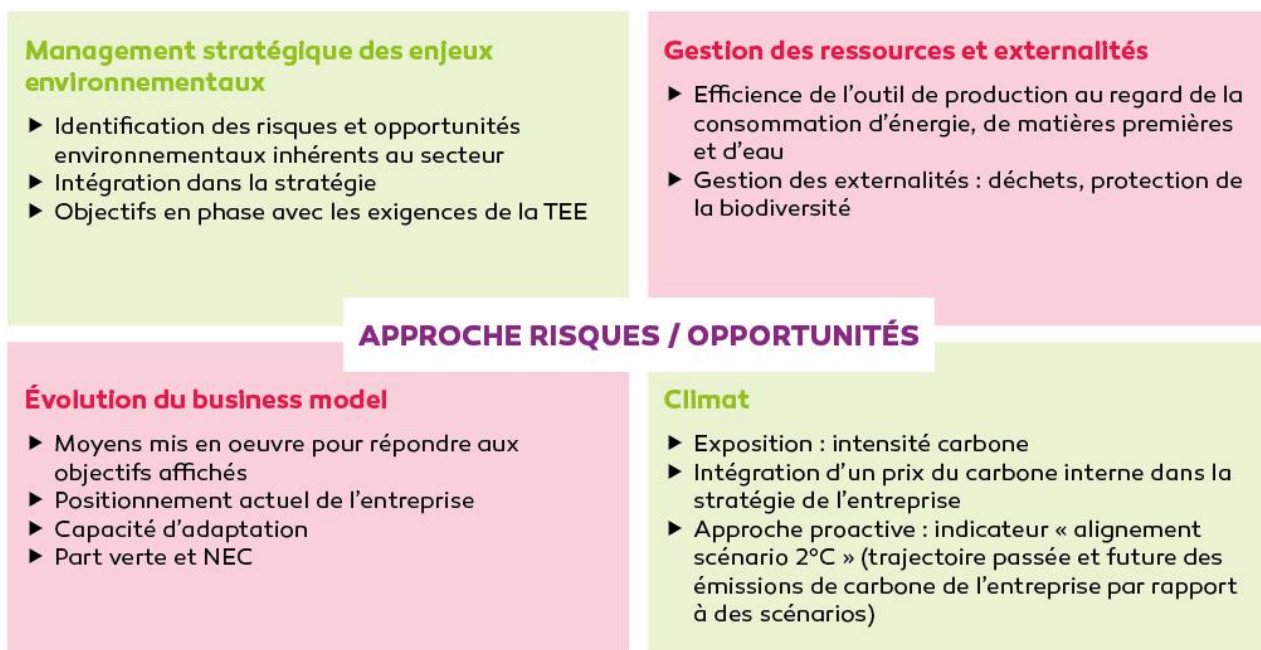 Management stratégique des enjeux
environnementaux
▶ Identification des risques et opportunités
environnementaux inhérents au secteur
▶ Intégration dans la stratégie
▶ Objectifs en phase avec les exigences de la TEE
Gestion des ressources et externalités
▶ Efficience de l'outil de production au regard de la
consommation d'énergie, de matières premières
et d'eau
▶ Gestion des externalités : déchets, protection de
la biodiversité
APPROCHE RISQUES / OPPORTUNITÉS
Évolution du business model
▶ Moyens mis en oeuvre pour répondre aux
objectifs affichés
▶ Positionnement actuel de l'entreprise
▶ Capacité d'adaptation
▶ Part verte et NEC
Climat
▶ Exposition : intensité carbone
▶ Intégration d'un prix du carbone interne dans la
stratégie de l'entreprise
▶ Approche proactive : indicateur « alignement
scénario 2°C » (trajectoire passée et future des
émissions de carbone de l'entreprise par rapport
à des scénarios)